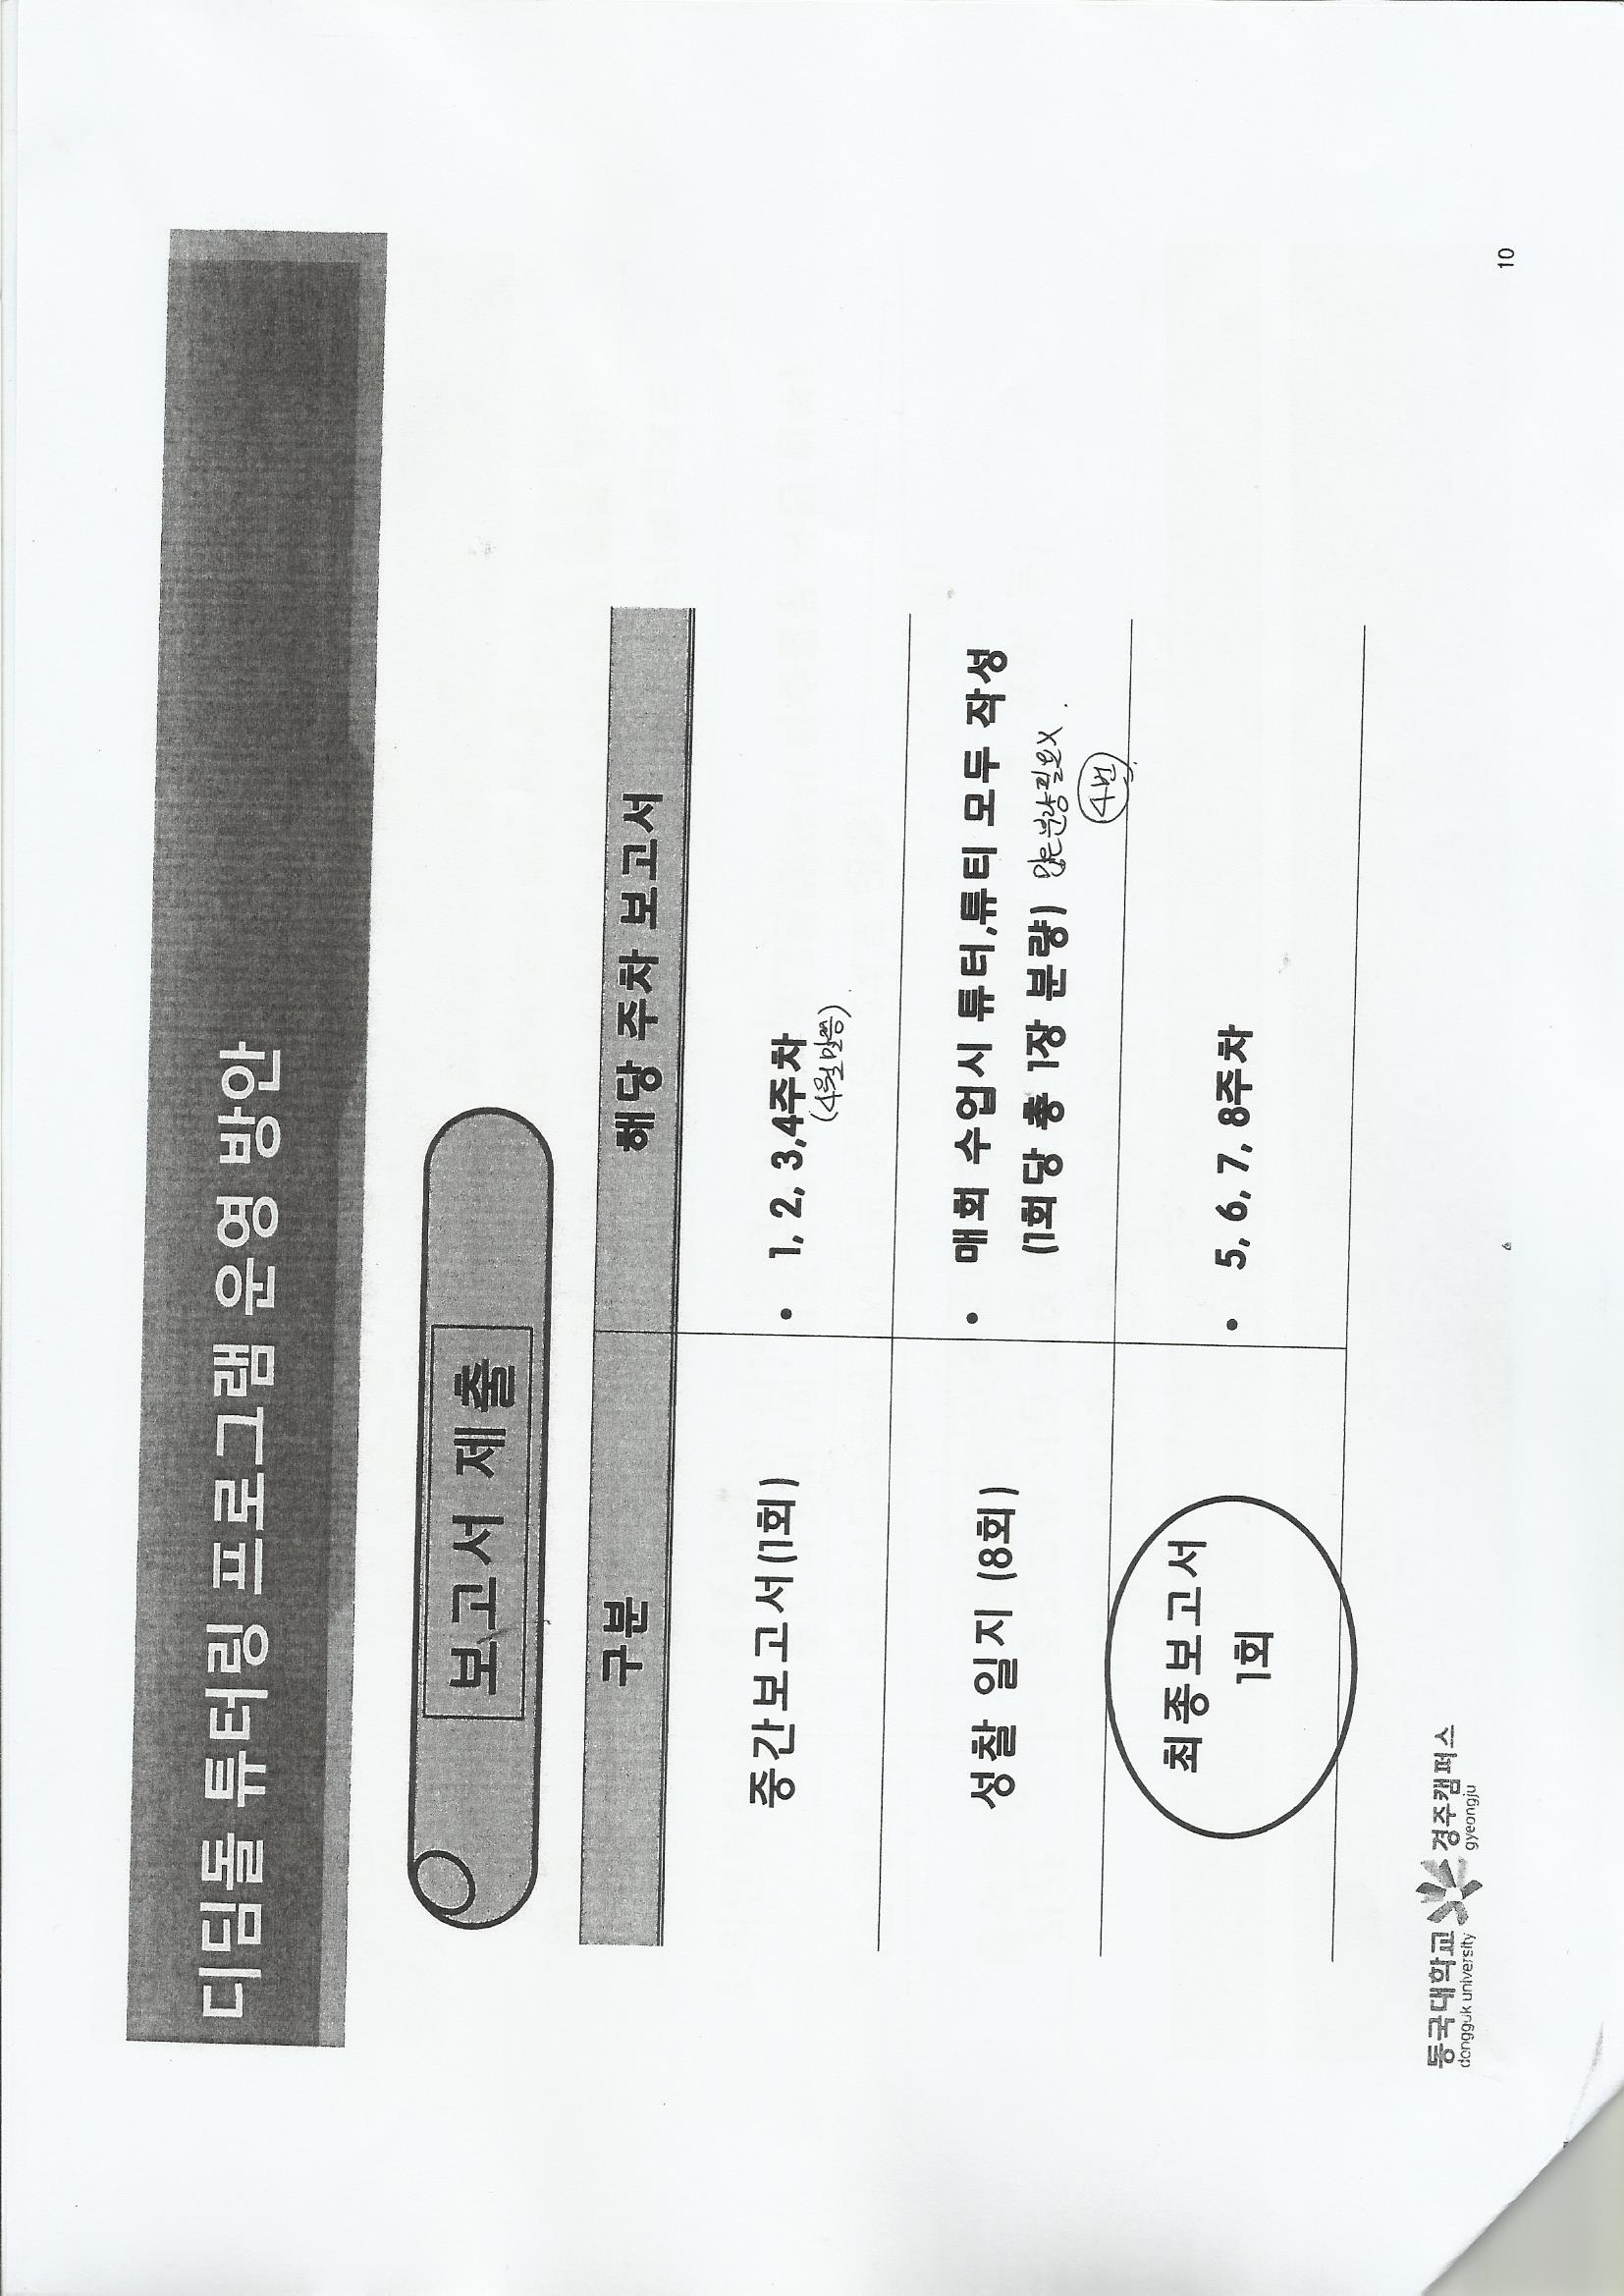 디딤돌 튜터링 프로그램 운영 방안
보고서 제출
구분 해당 주차 보고서
중간보고서(1회) • 1, 2, 3,4주차
(4월말쯤)
성찰 일지 (8회) • 매회 수업시 튜터,튜티 모두 작성
(1회당 총 1장 분량) 많은분량필요X.
4번
최종보고서 • 5, 6, 7, 8주차
1회
동국대학교 경주캠퍼스
dongguk university gyeongju
10